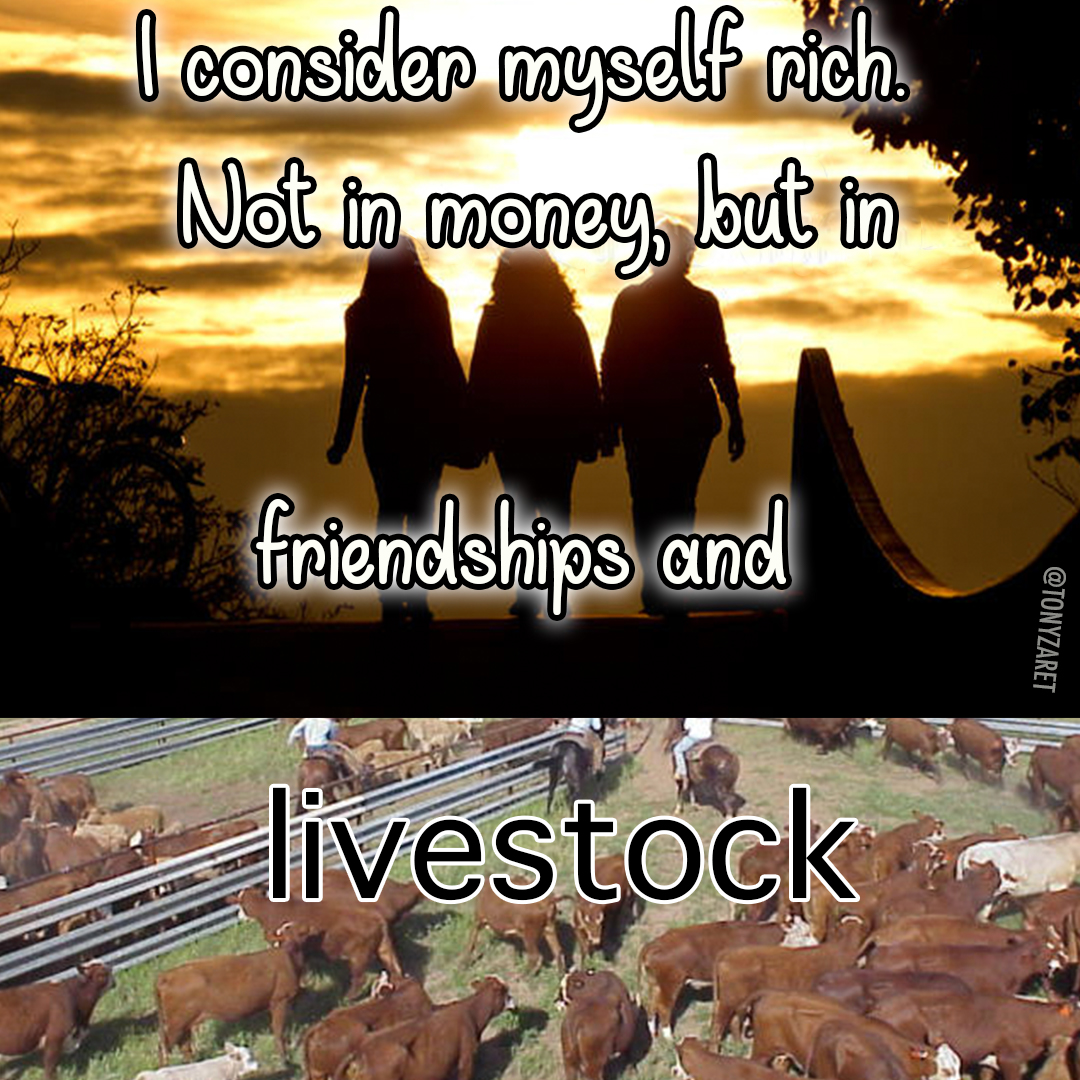 I consider myself rich.
Not in money, but in
friendships and
@TONYZARET
livestock